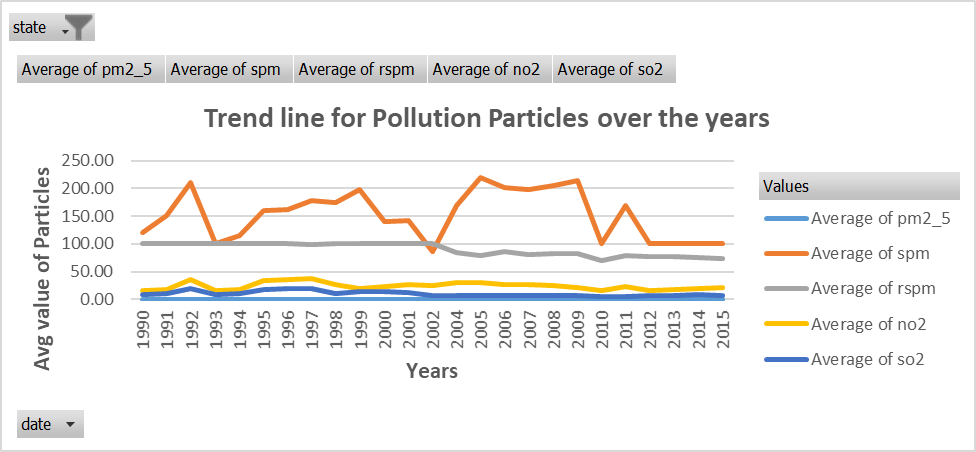 state
Average of pm2_5 Average of spm Average of rspm Average of no2 Average of so2
Trend line for Pollution Particles over the years
Avg value of Particles
250.00
200.00
150.00
100.00
50.00
0.00
1990 1991 1992 1993 1994 1995 1996 1997 1998 1999 2000 2001 2002 2004 2005 2006 2007 2008 2009 2010 2011 2012 2013 2014 2015
Years
Values
Average of pm2_5
Average of spm
Average of rspm
Average of no2
Average of so2
date